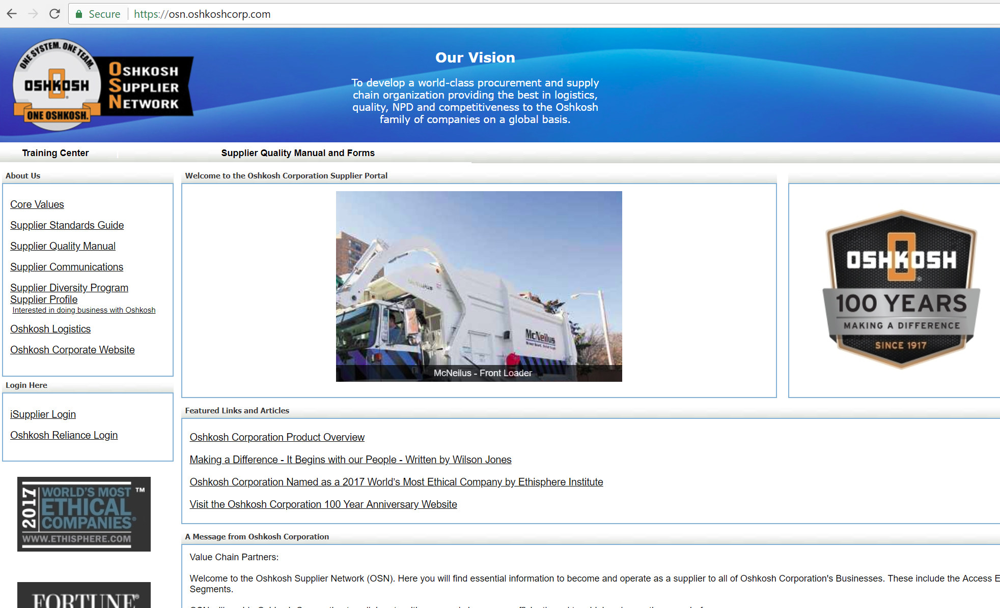 Secure https://osn.oshkoshcorp.com
ONE SYSTEM. ONE TEAM.
OSHKOSH
ONE OSHKOSH.
OSHKOSH
SUPPLIER
NETWORK
Our Vision
To develop a world-class procurement and supply
chain organization providing the best in logistics,
quality, NPD and competitiveness to the Oshkosh
family of companies on a global basis.
Training Center
Supplier Quality Manual and Forms
About Us
Core Values
Supplier Standards Guide
Supplier Quality Manual
Supplier Communications
Supplier Diversity Program
Supplier Profile
Interested in doing business with Oshkosh
Oshkosh Logistics
Oshkosh Corporate Website
Login Here
iSupplier Login
Oshkosh Reliance Login
2017
WORLD'S MOST ™
ETHICAL
COMPANIES®
WWW.ETHISPHERE.COM
FORTUNE®
Welcome to the Oshkosh Corporation Supplier Portal
McNeilus
McNeilus - Front Loader
OSHKOSH®
100 YEARS
MAKING A DIFFERENCE
SINCE 1917
Featured Links and Articles
Oshkosh Corporation Product Overview
Making a Difference - It Begins with our People - Written by Wilson Jones
Oshkosh Corporation Named as a 2017 World’s Most Ethical Company by Ethisphere Institute
Visit the Oshkosh Corporation 100 Year Anniversary Website
A Message from Oshkosh Corporation
Value Chain Partners:
Welcome to the Oshkosh Supplier Network (OSN). Here you will find essential information to become and operate as a supplier to all of Oshkosh Corporation's Businesses. These include the Access E
Segments.